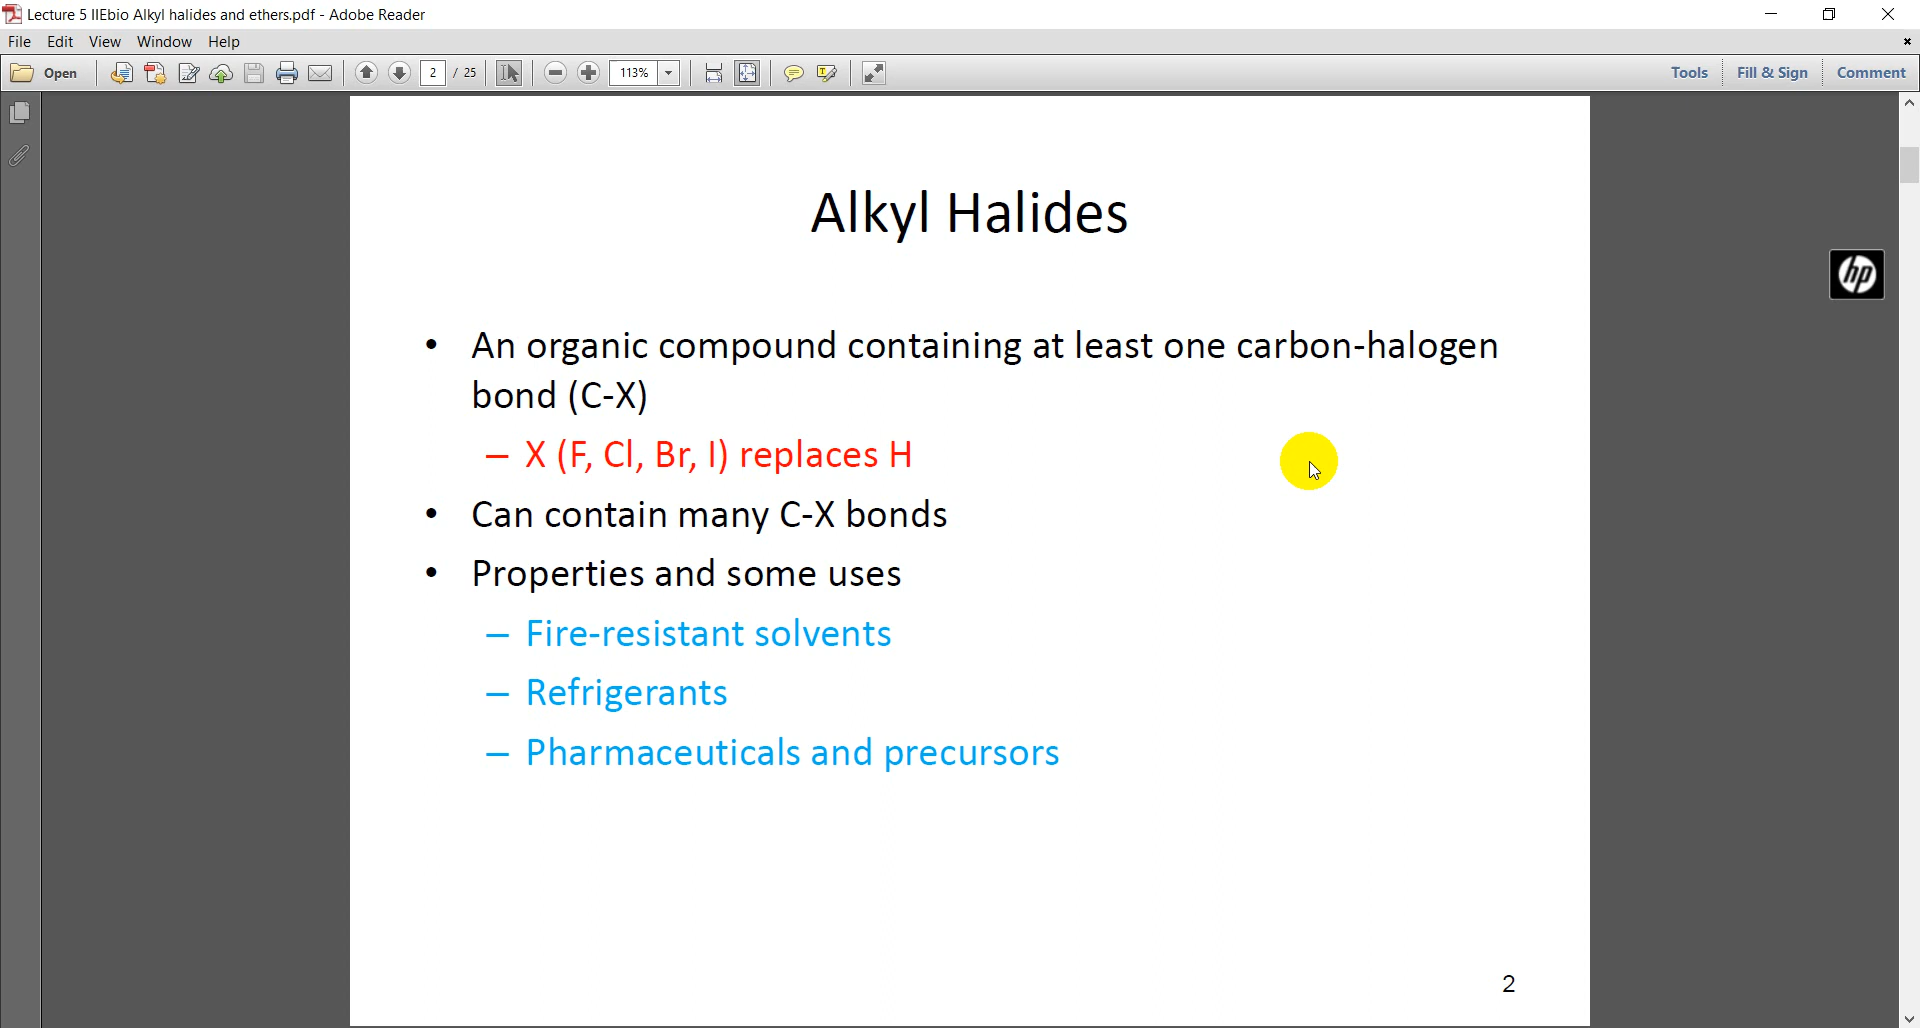 Lecture 5 IIEbio Alkyl halides and ethers.pdf - Adobe Reader
File Edit View Window Help
Open 2 / 25 113% Tools Fill & Sign Comment
Alkyl Halides
hp
• An organic compound containing at least one carbon-halogen
bond (C-X)
– X (F, Cl, Br, I) replaces H
• Can contain many C-X bonds
• Properties and some uses
– Fire-resistant solvents
– Refrigerants
– Pharmaceuticals and precursors
2